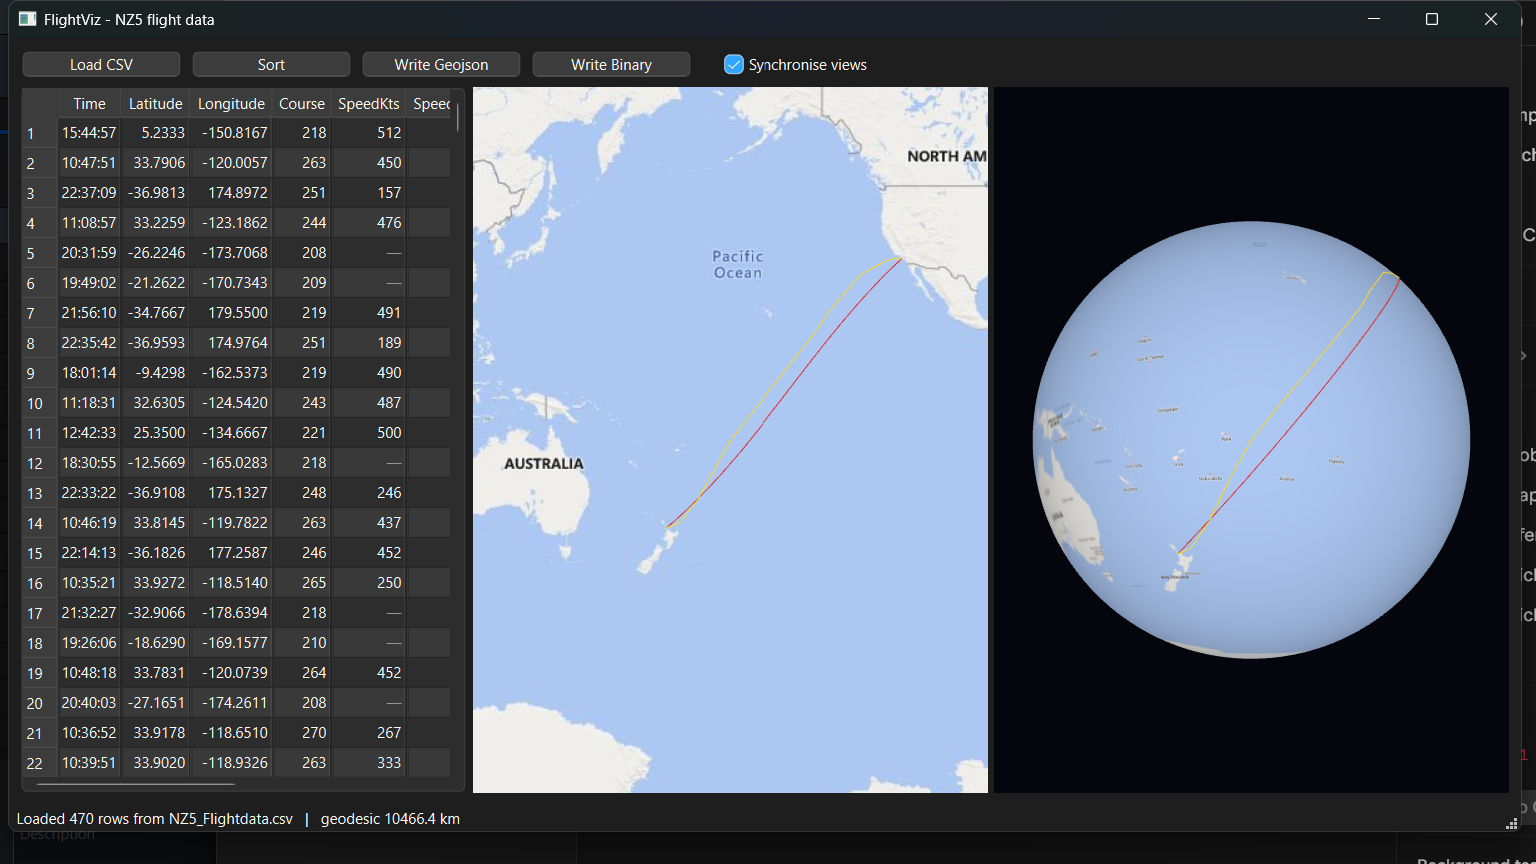 FlightViz - NZ5 flight data
Load CSV Sort Write Geojson Write Binary Synchronise views
Time Latitude Longitude Course SpeedKts Speec
1 15:44:57 5.2333 -150.8167 218 512
2 10:47:51 33.7906 -120.0057 263 450
3 22:37:09 -36.9813 174.8972 251 157
4 11:08:57 33.2259 -123.1862 244 476
5 20:31:59 -26.2246 -173.7068 208 —
6 19:49:02 -21.2622 -170.7343 209 —
7 21:56:10 -34.7667 179.5500 219 491
8 22:35:42 -36.9593 174.9764 251 189
9 18:01:14 -9.4298 -162.5373 219 490
10 11:18:31 32.6305 -124.5420 243 487
11 12:42:33 25.3500 -134.6667 221 500
12 18:30:55 -12.5669 -165.0283 218 —
13 22:33:22 -36.9108 175.1327 248 246
14 10:46:19 33.8145 -119.7822 263 437
15 22:14:13 -36.1826 177.2587 246 452
16 10:35:21 33.9272 -118.5140 265 250
17 21:32:27 -32.9066 -178.6394 218 —
18 19:26:06 -18.6290 -169.1577 210 —
19 10:48:18 33.7831 -120.0739 264 452
20 20:40:03 -27.1651 -174.2611 208 —
21 10:36:52 33.9178 -118.6510 270 267
22 10:39:51 33.9020 -118.9326 263 333
NORTH AM
Pacific
Ocean
AUSTRALIA
Loaded 470 rows from NZ5_Flightdata.csv | geodesic 10466.4 km
Description